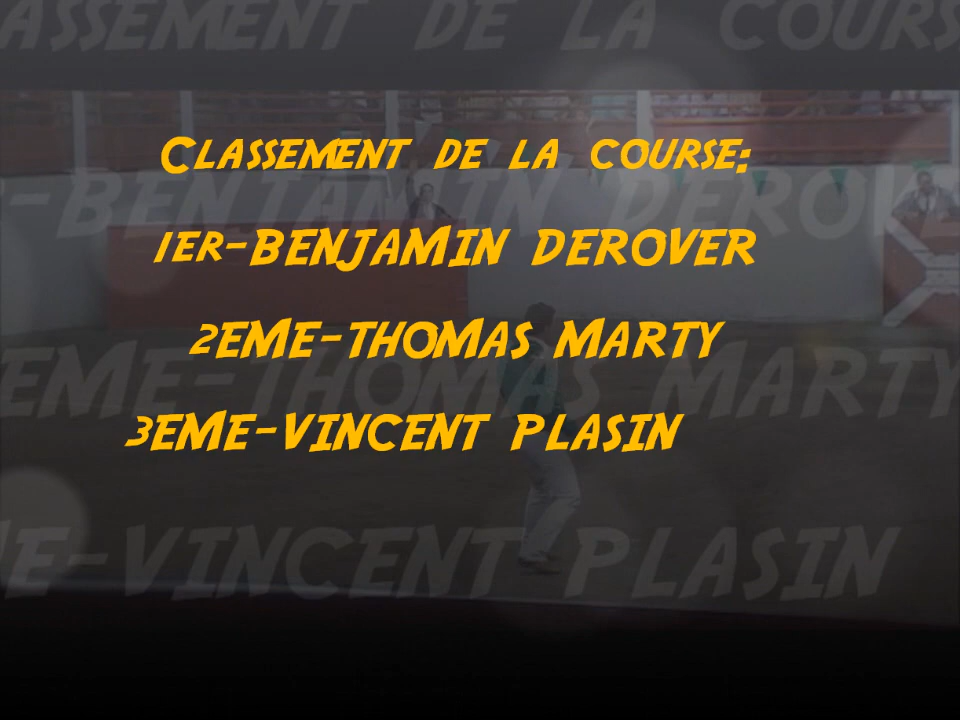 Classement de la course:
1er-BENJAMIN DEROVER
2EME-THOMAS MARTY
3EME-VINCENT PLASIN